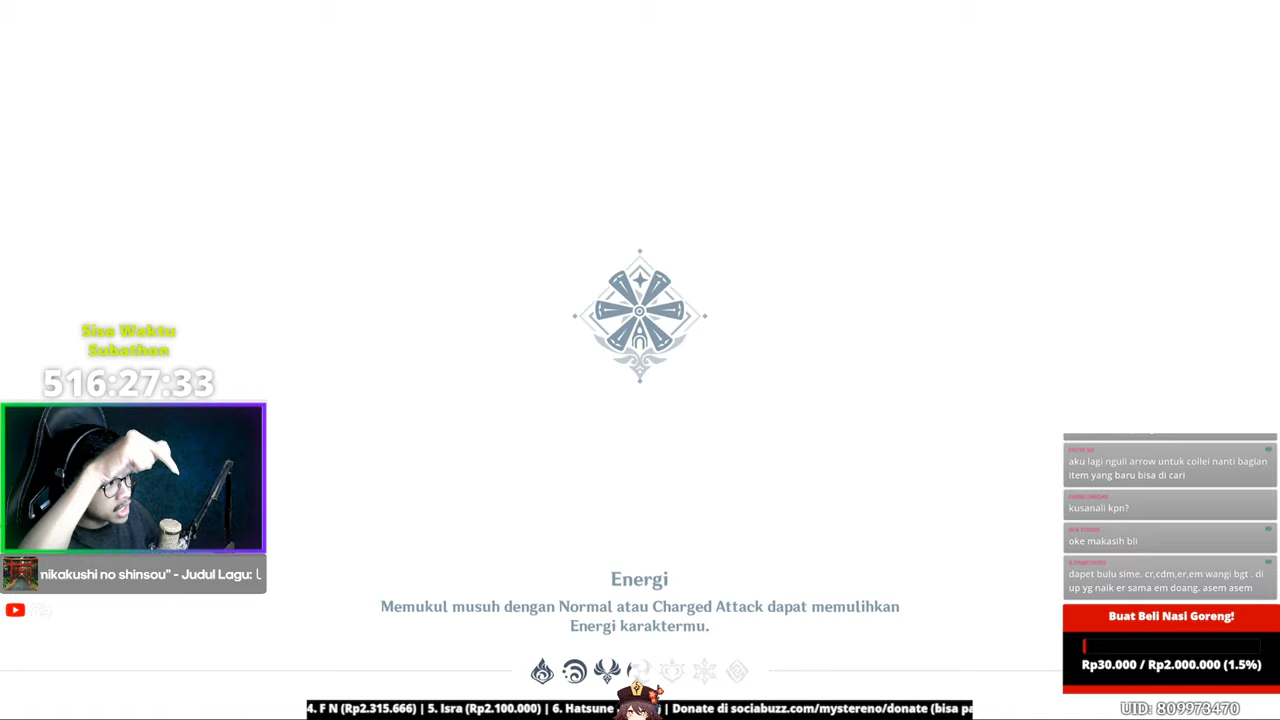 Sisa Waktu
Subathon
516:27:33
nikakushi no shinsou" - Judul Lagu:
Energi
Memukul musuh dengan Normal atau Charged Attack dapat memulihkan
Energi karaktermu.
aku lagi nguli arrow untuk coilei nanti bagian
item yang baru bisa di cari
kusanali kpn?
oke makasih bli
dapet bulu sime. cr,cdm,er,em wangi bgt . di
up yg naik er sama em doang. asem asem
Buat Beli Nasi Goreng!
Rp30.000 / Rp2.000.000 (1.5%)
4. F N (Rp2.315.666) | 5. Isra (Rp2.100.000) | 6. Hatsune | Donate di sociabuzz.com/mystereno/donate (bisa pa
UID: 809973470